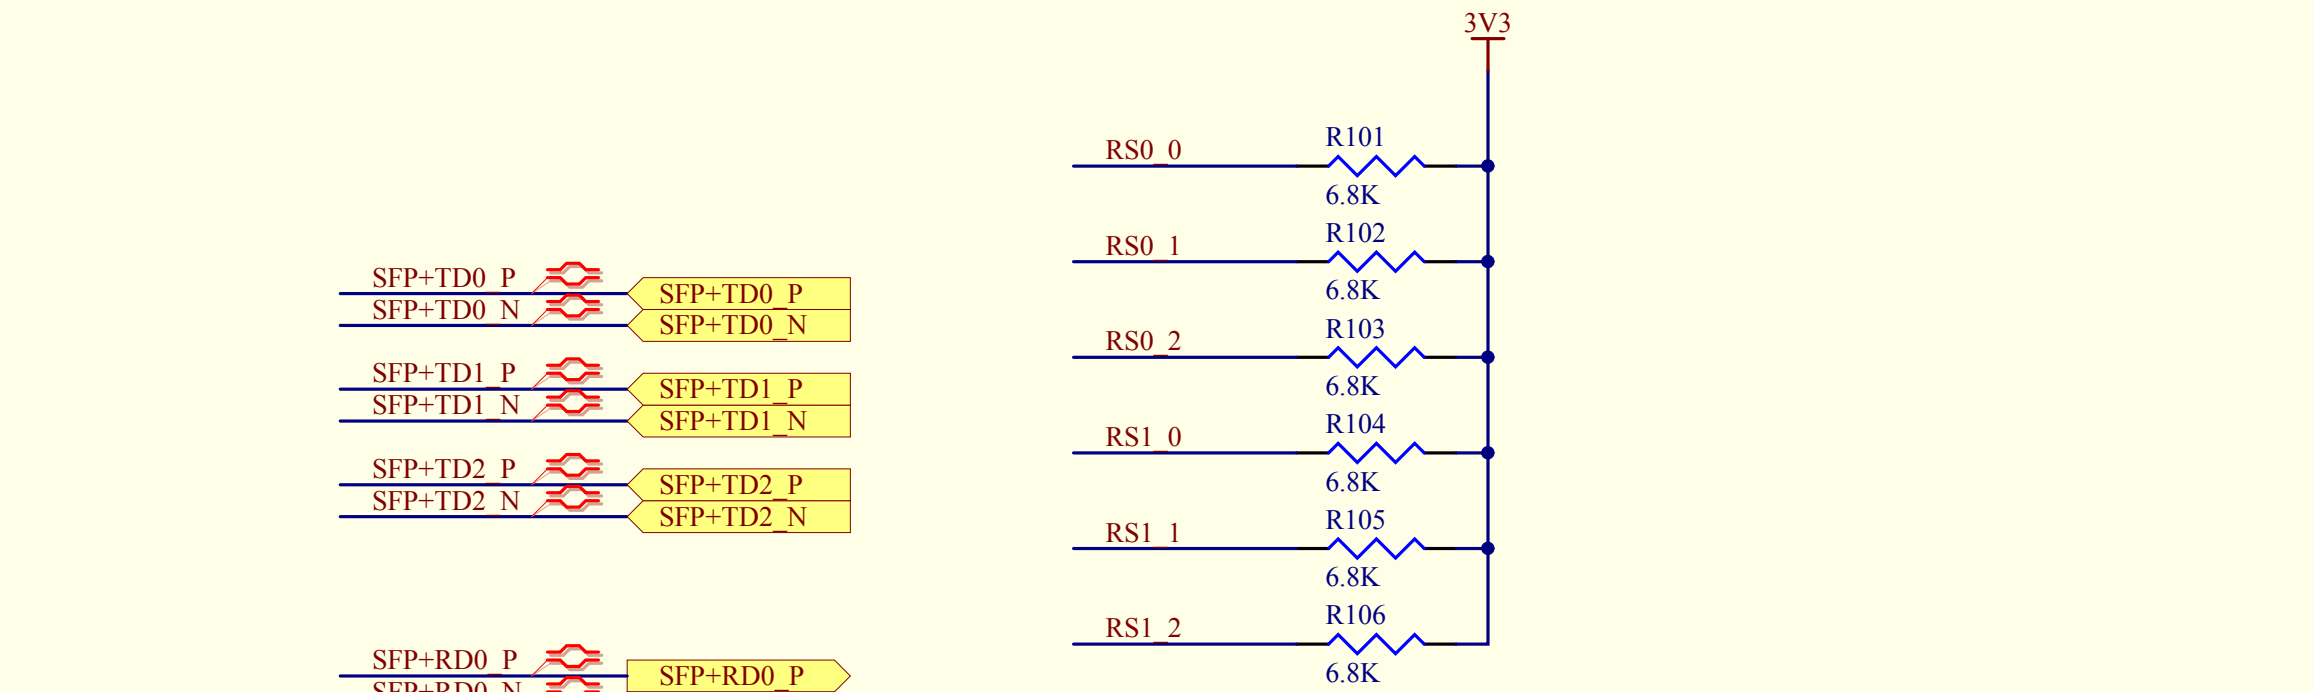 3V3
RS0_0
R101
6.8K
RS0_1
R102
6.8K
RS0_2
R103
6.8K
RS1_0
R104
6.8K
RS1_1
R105
6.8K
RS1_2
R106
6.8K
SFP+TD0_P
SFP+TD0_P
SFP+TD0_N
SFP+TD0_N
SFP+TD1_P
SFP+TD1_P
SFP+TD1_N
SFP+TD1_N
SFP+TD2_P
SFP+TD2_P
SFP+TD2_N
SFP+TD2_N
SFP+RD0_P
SFP+RD0_P
SFP+RD0_N